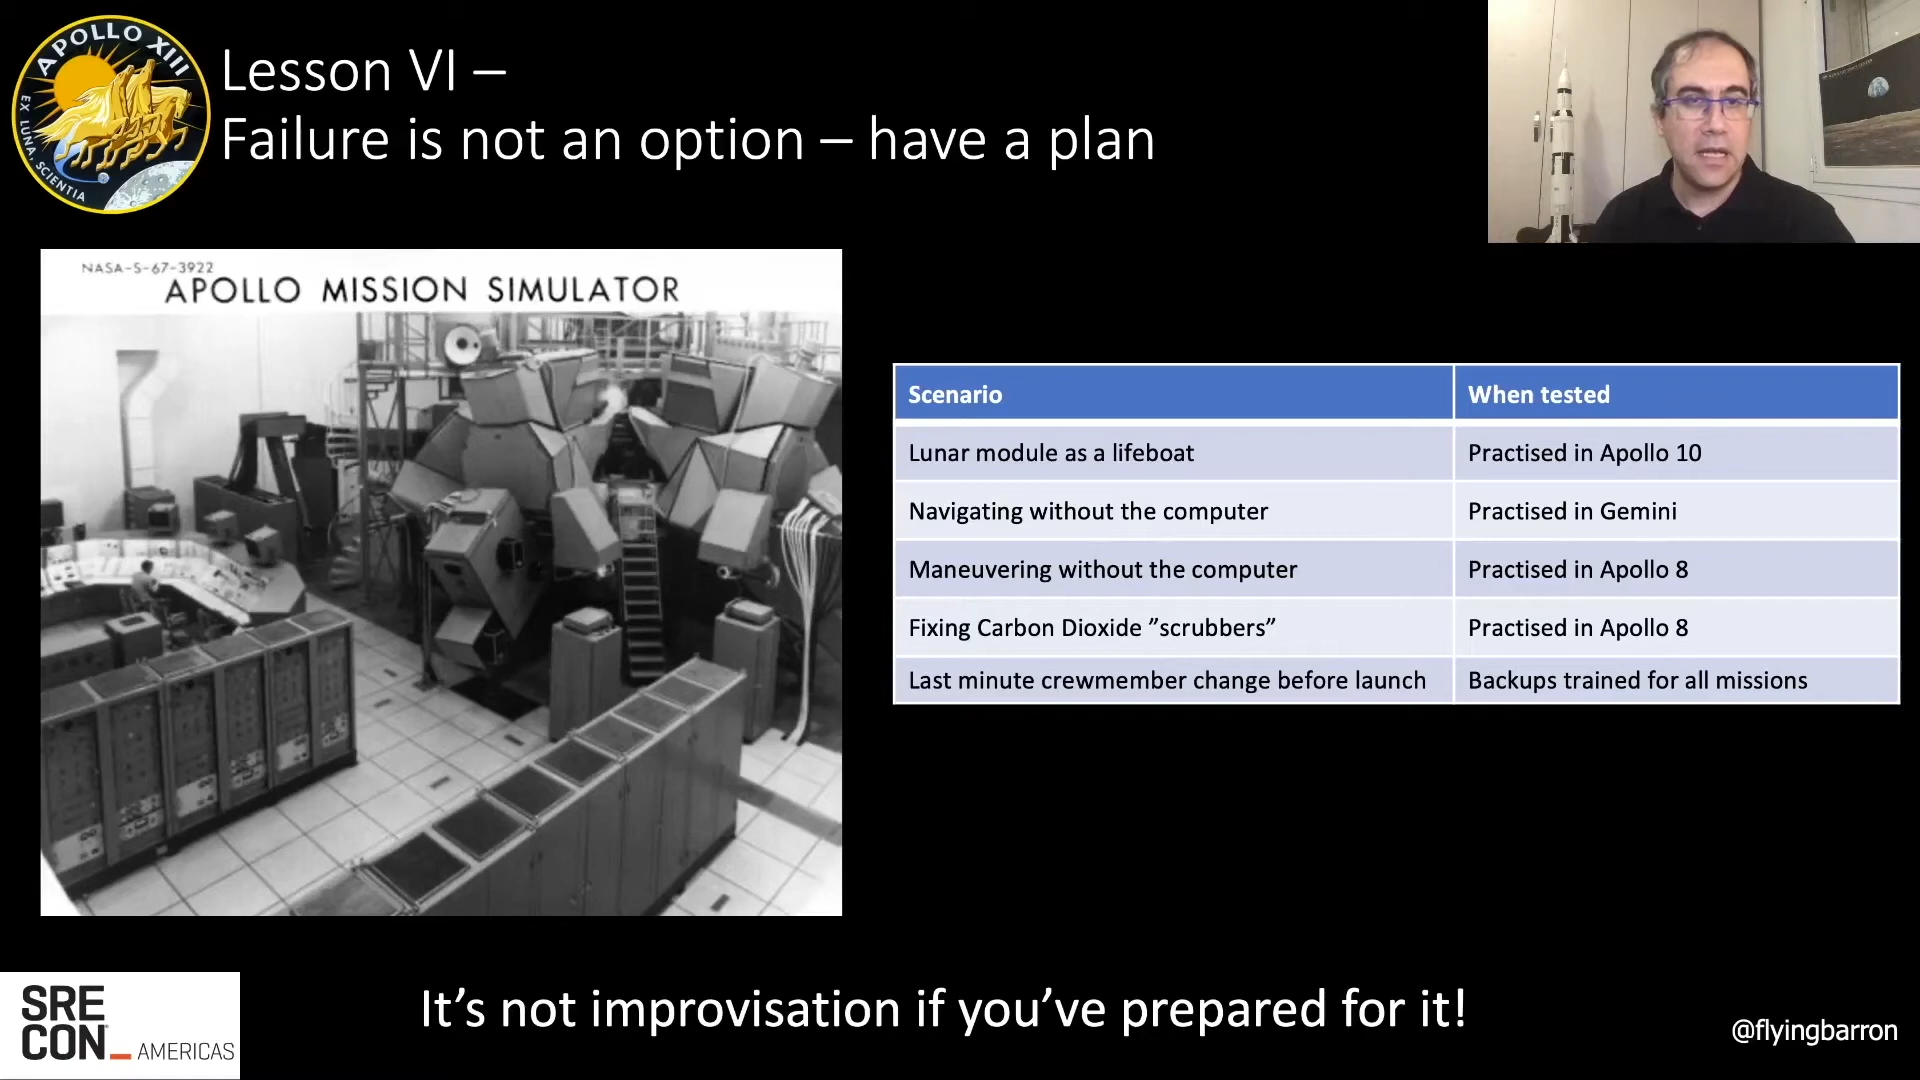 APOLLO XIII
EX LUNA, SCIENTIA
Lesson VI –
Failure is not an option – have a plan
NASA-S-67-3922
APOLLO MISSION SIMULATOR
Scenario
When tested
Lunar module as a lifeboat
Practised in Apollo 10
Navigating without the computer
Practised in Gemini
Maneuvering without the computer
Practised in Apollo 8
Fixing Carbon Dioxide ”scrubbers”
Practised in Apollo 8
Last minute crewmember change before launch
Backups trained for all missions
It’s not improvisation if you’ve prepared for it!
SRE
CON_ AMERICAS
@flyingbarron